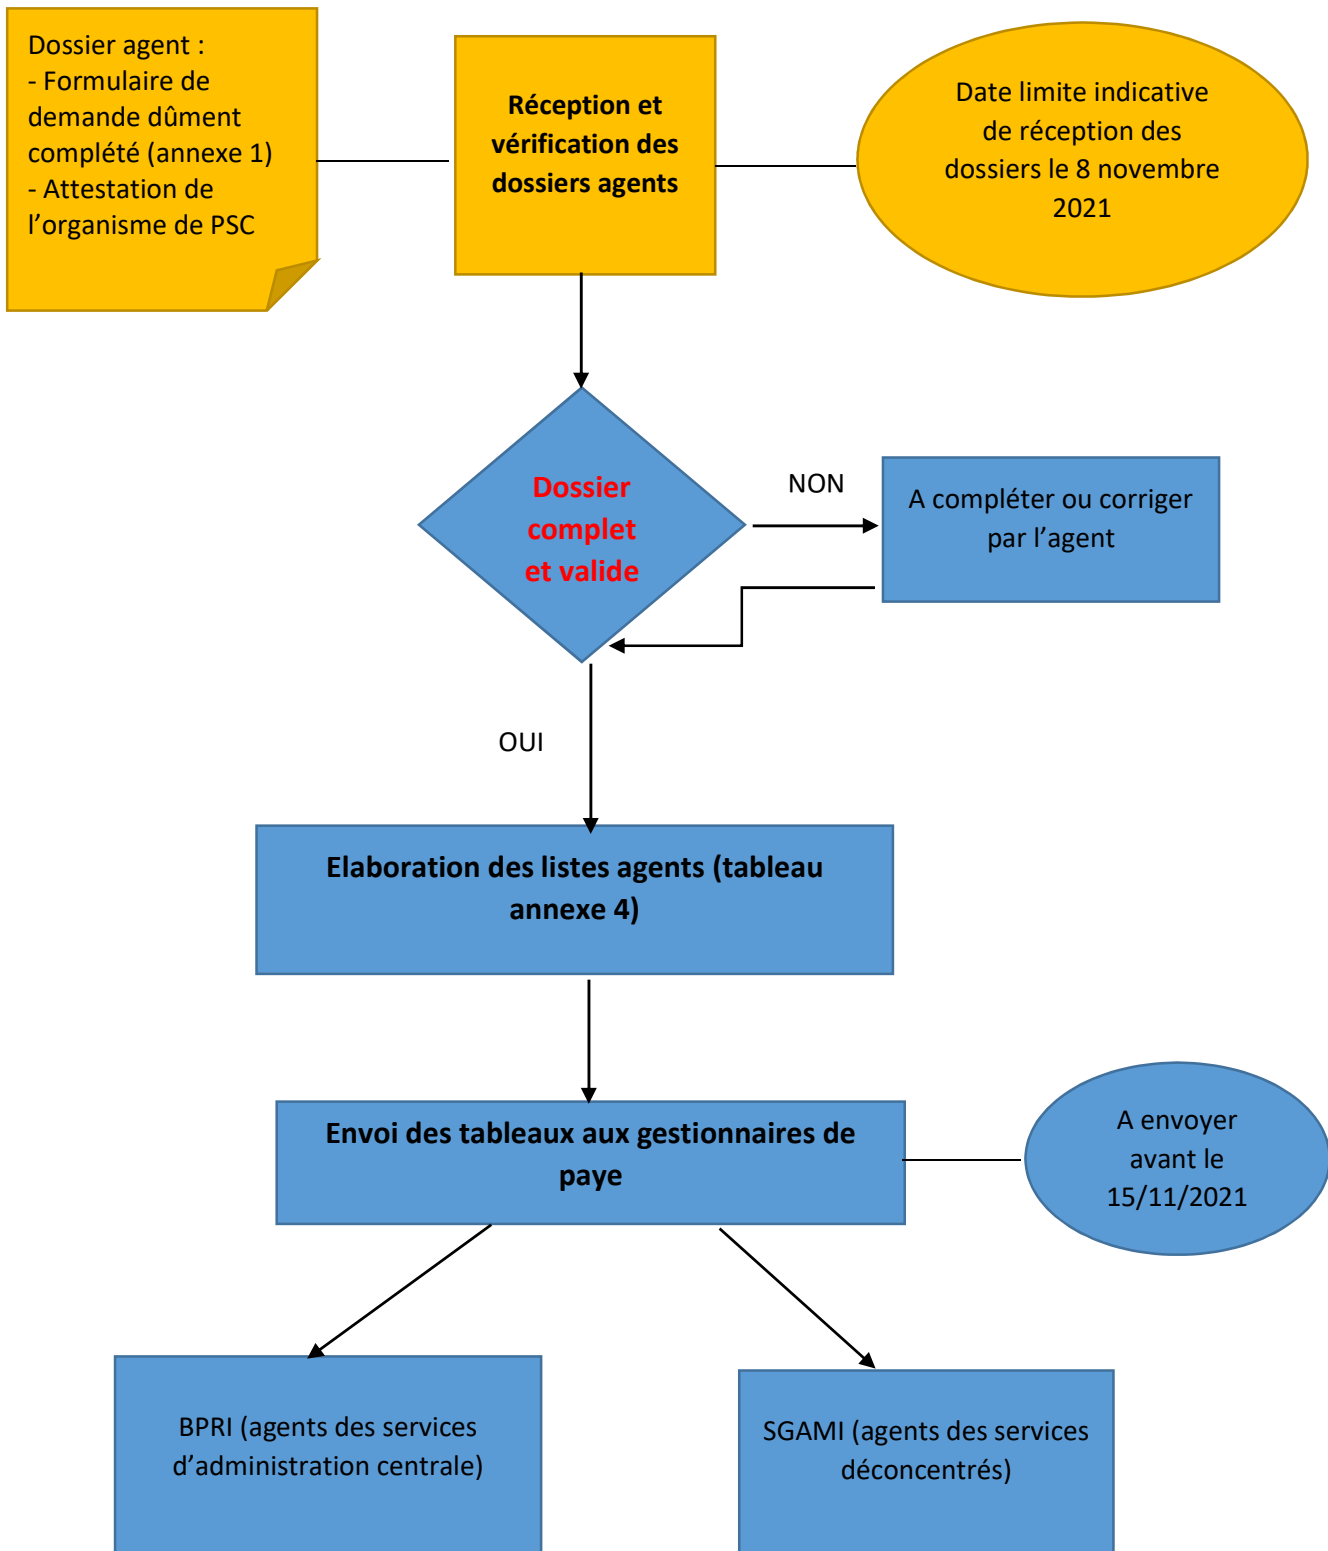 Dossier agent :
- Formulaire de
demande dûment
complété (annexe 1)
- Attestation de
l’organisme de PSC
Réception et
vérification des
dossiers agents
Date limite indicative
de réception des
dossiers le 8 novembre
2021
Dossier
complet
et valide
NON
A compléter ou corriger
par l’agent
OUI
Elaboration des listes agents (tableau
annexe 4)
Envoi des tableaux aux gestionnaires de
paye
A envoyer
avant le
15/11/2021
BPRI (agents des services
d’administration centrale)
SGAMI (agents des services
déconcentrés)